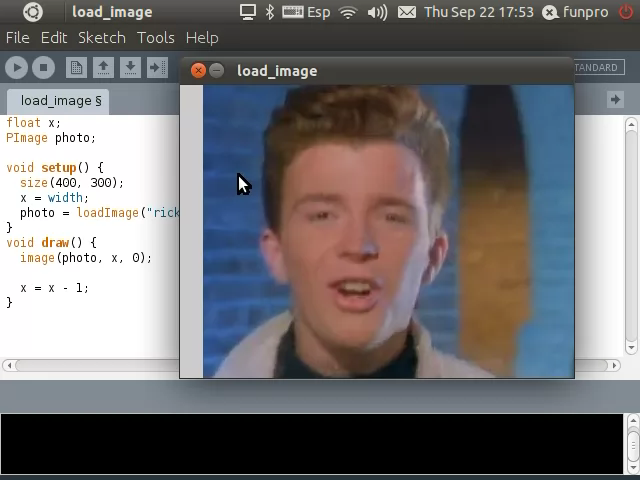 load_image
Esp
Thu Sep 22 17:53
funpro
File Edit Sketch Tools Help
load_image
STANDARD
load_image §
float x;
PImage photo;
void setup() {
size(400, 300);
x = width;
photo = loadImage("rick
}
void draw() {
image(photo, x, 0);
x = x - 1;
}